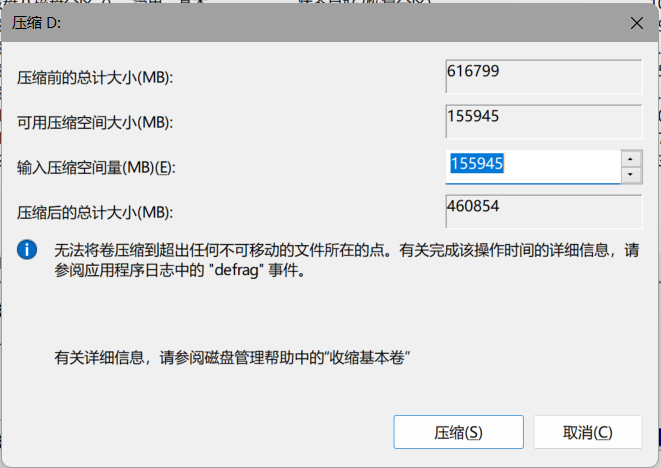 压缩 D:
压缩前的总计大小(MB):
616799
可用压缩空间大小(MB):
155945
输入压缩空间量(MB)(E):
155945
压缩后的总计大小(MB):
460854
无法将卷压缩到超出任何不可移动的文件所在的点。有关完成该操作时间的详细信息，请
参阅应用程序日志中的 "defrag" 事件。
有关详细信息，请参阅磁盘管理帮助中的“收缩基本卷”
压缩(S)
取消(C)